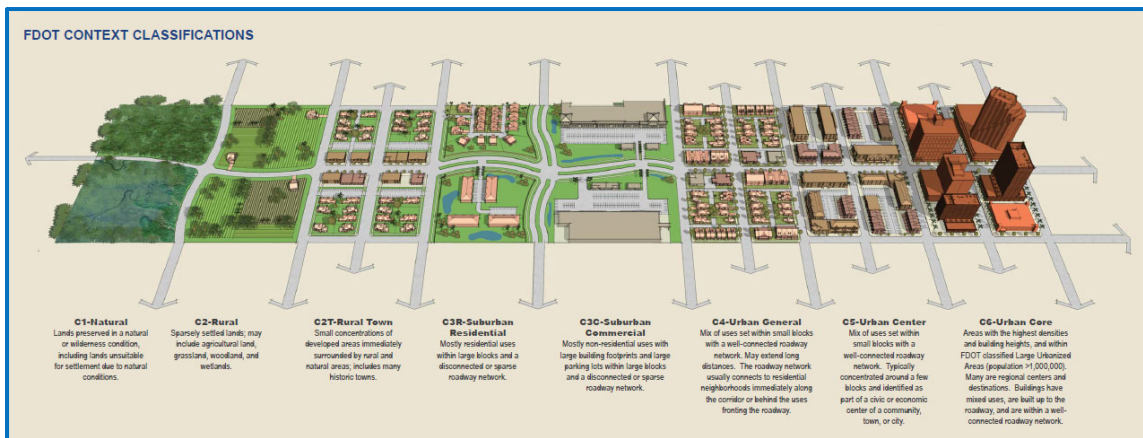 FDOT CONTEXT CLASSIFICATIONS
C1-Natural
Lands preserved in a natural
or wilderness condition,
including lands unsuitable
for settlement due to natural
conditions.
C2-Rural
Sparsely settled lands; may
include agricultural land,
grassland, woodland, and
wetlands.
C2T-Rural Town
Small concentrations of
developed areas immediately
surrounded by rural and
natural areas; includes many
historic towns.
C3R-Suburban
Residential
Mostly residential uses
within large blocks and a
disconnected or sparse
roadway network.
C3C-Suburban
Commercial
Mostly non-residential uses with
large building footprints and large
parking lots within large blocks
and a disconnected or sparse
roadway network.
C4-Urban General
Mix of uses set within small blocks
with a well-connected roadway
network. May extend long
distances. The roadway network
usually connects to residential
neighborhoods immediately along
the corridor or behind the uses
fronting the roadway.
C5-Urban Center
Mix of uses set within
small blocks with a
well-connected roadway
network. Typically
concentrated around a few
blocks and identified as
part of a civic or economic
center of a community,
town, or city.
C6-Urban Core
Areas with the highest densities
and building heights, and within
FDOT classified Large Urbanized
Areas (population >1,000,000).
Many are regional centers and
destinations. Buildings have
mixed uses, are built up to the
roadway, and are within a well-
connected roadway network.